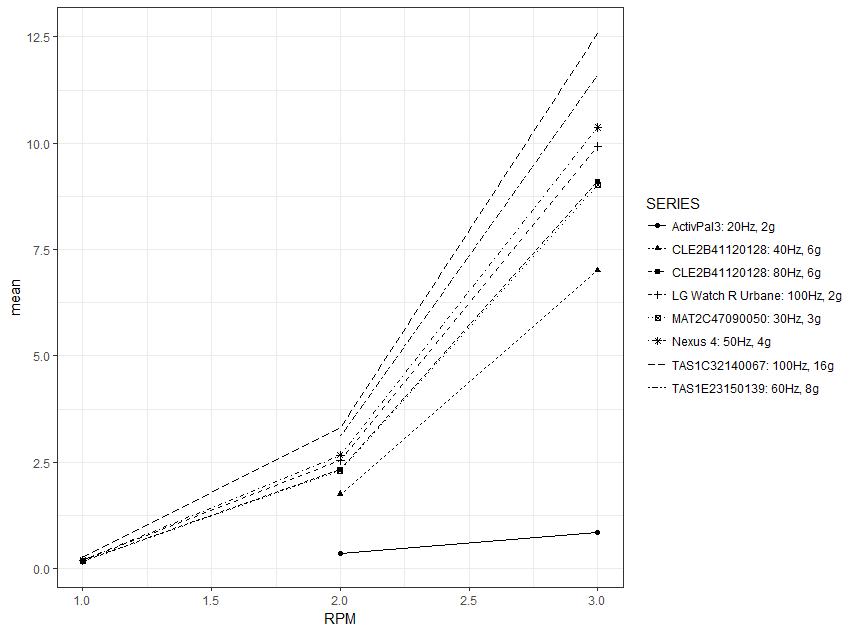 12.5
10.0
7.5
5.0
2.5
0.0
mean
1.0 1.5 2.0 2.5 3.0
RPM
SERIES
ActivPal3: 20Hz, 2g
CLE2B41120128: 40Hz, 6g
CLE2B41120128: 80Hz, 6g
LG Watch R Urbane: 100Hz, 2g
MAT2C47090050: 30Hz, 3g
Nexus 4: 50Hz, 4g
TAS1C32140067: 100Hz, 16g
TAS1E23150139: 60Hz, 8g